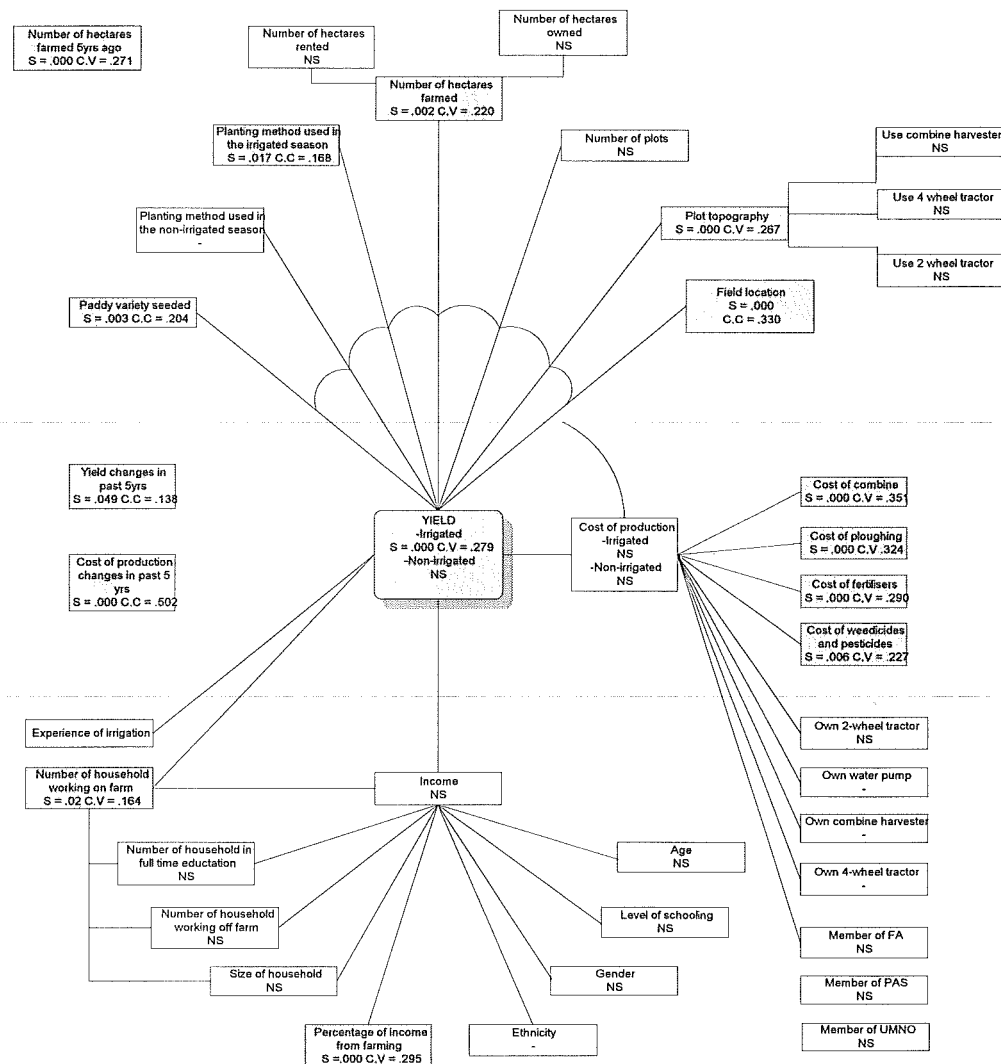 Number of hectares
farmed 5yrs ago
S = .000 C.V = .271
Number of hectares
rented
NS
Number of hectares
owned
NS
Number of hectares
farmed
S = .002 C.V = .220
Planting method used in
the irrigated season
S = .017 C.C = .168
Number of plots
NS
Use combine harvester
NS
Use 4 wheel tractor
NS
Use 2 wheel tractor
NS
Planting method used in
the non-irrigated season
-
Plot topography
S = .000 C.V = .267
Paddy variety seeded
S = .003 C.C = .204
Field location
S = .000
C.C = .330
Yield changes in
past 5yrs
S = .049 C.C = .138
Cost of production
changes in past 5
yrs
S = .000 C.C = .502
YIELD
-Irrigated
S = .000 C.V = .279
-Non-irrigated
NS
Cost of production
-Irrigated
NS
-Non-irrigated
NS
Cost of combine
S = .000 C.V = .351
Cost of ploughing
S = .000 C.V .324
Cost of fertilisers
S = .000 C.V = .290
Cost of weedicides
and pesticides
S = .006 C.V = .227
Experience of irrigation
Number of household
working on farm
S = .02 C.V = .164
Income
NS
Own 2-wheel tractor
NS
Own water pump
-
Own combine harvester
-
Own 4-wheel tractor
-
Member of FA
NS
Member of PAS
NS
Member of UMNO
NS
Number of household in
full time eductation
NS
Age
NS
Number of household
working off farm
NS
Level of schooling
NS
Size of household
NS
Gender
NS
Percentage of income
from farming
S =.000 C.V = .295
Ethnicity
-